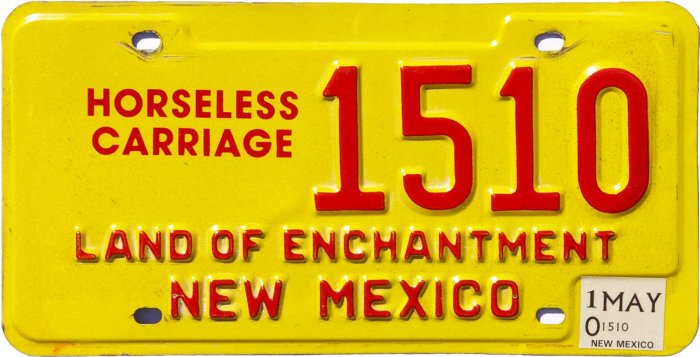 HORSELESS
CARRIAGE
1510
LAND OF ENCHANTMENT
NEW MEXICO
1 MAY
0 1510
NEW MEXICO